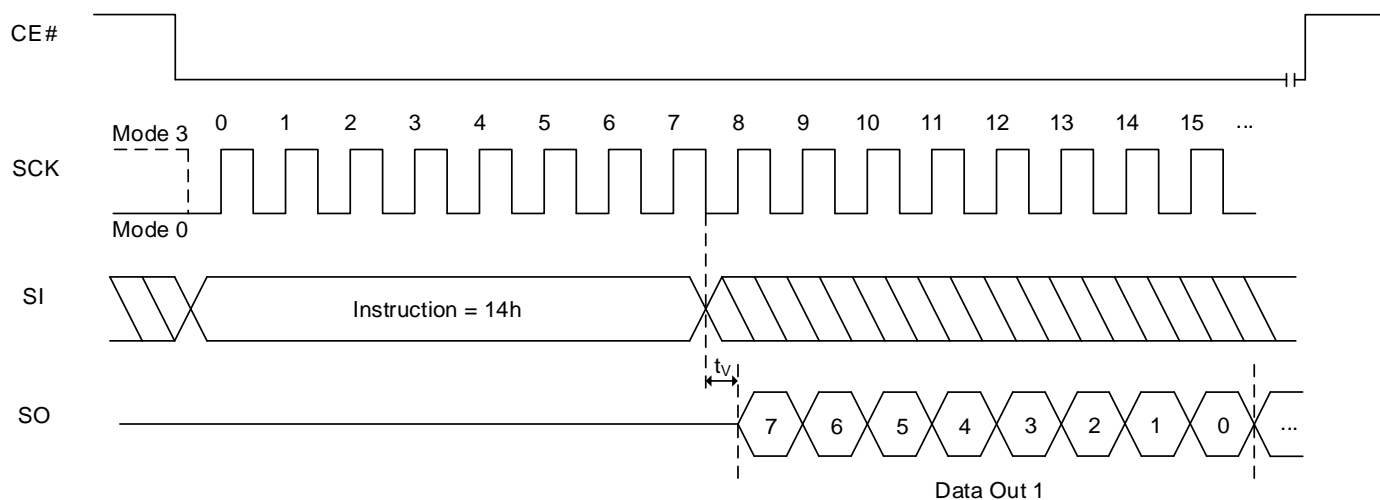 CE#
0 1 2 3 4 5 6 7 8 9 10 11 12 13 14 15 ...
Mode 3
SCK
Mode 0
SI
Instruction = 14h
tV
SO
7 6 5 4 3 2 1 0 ...
Data Out 1